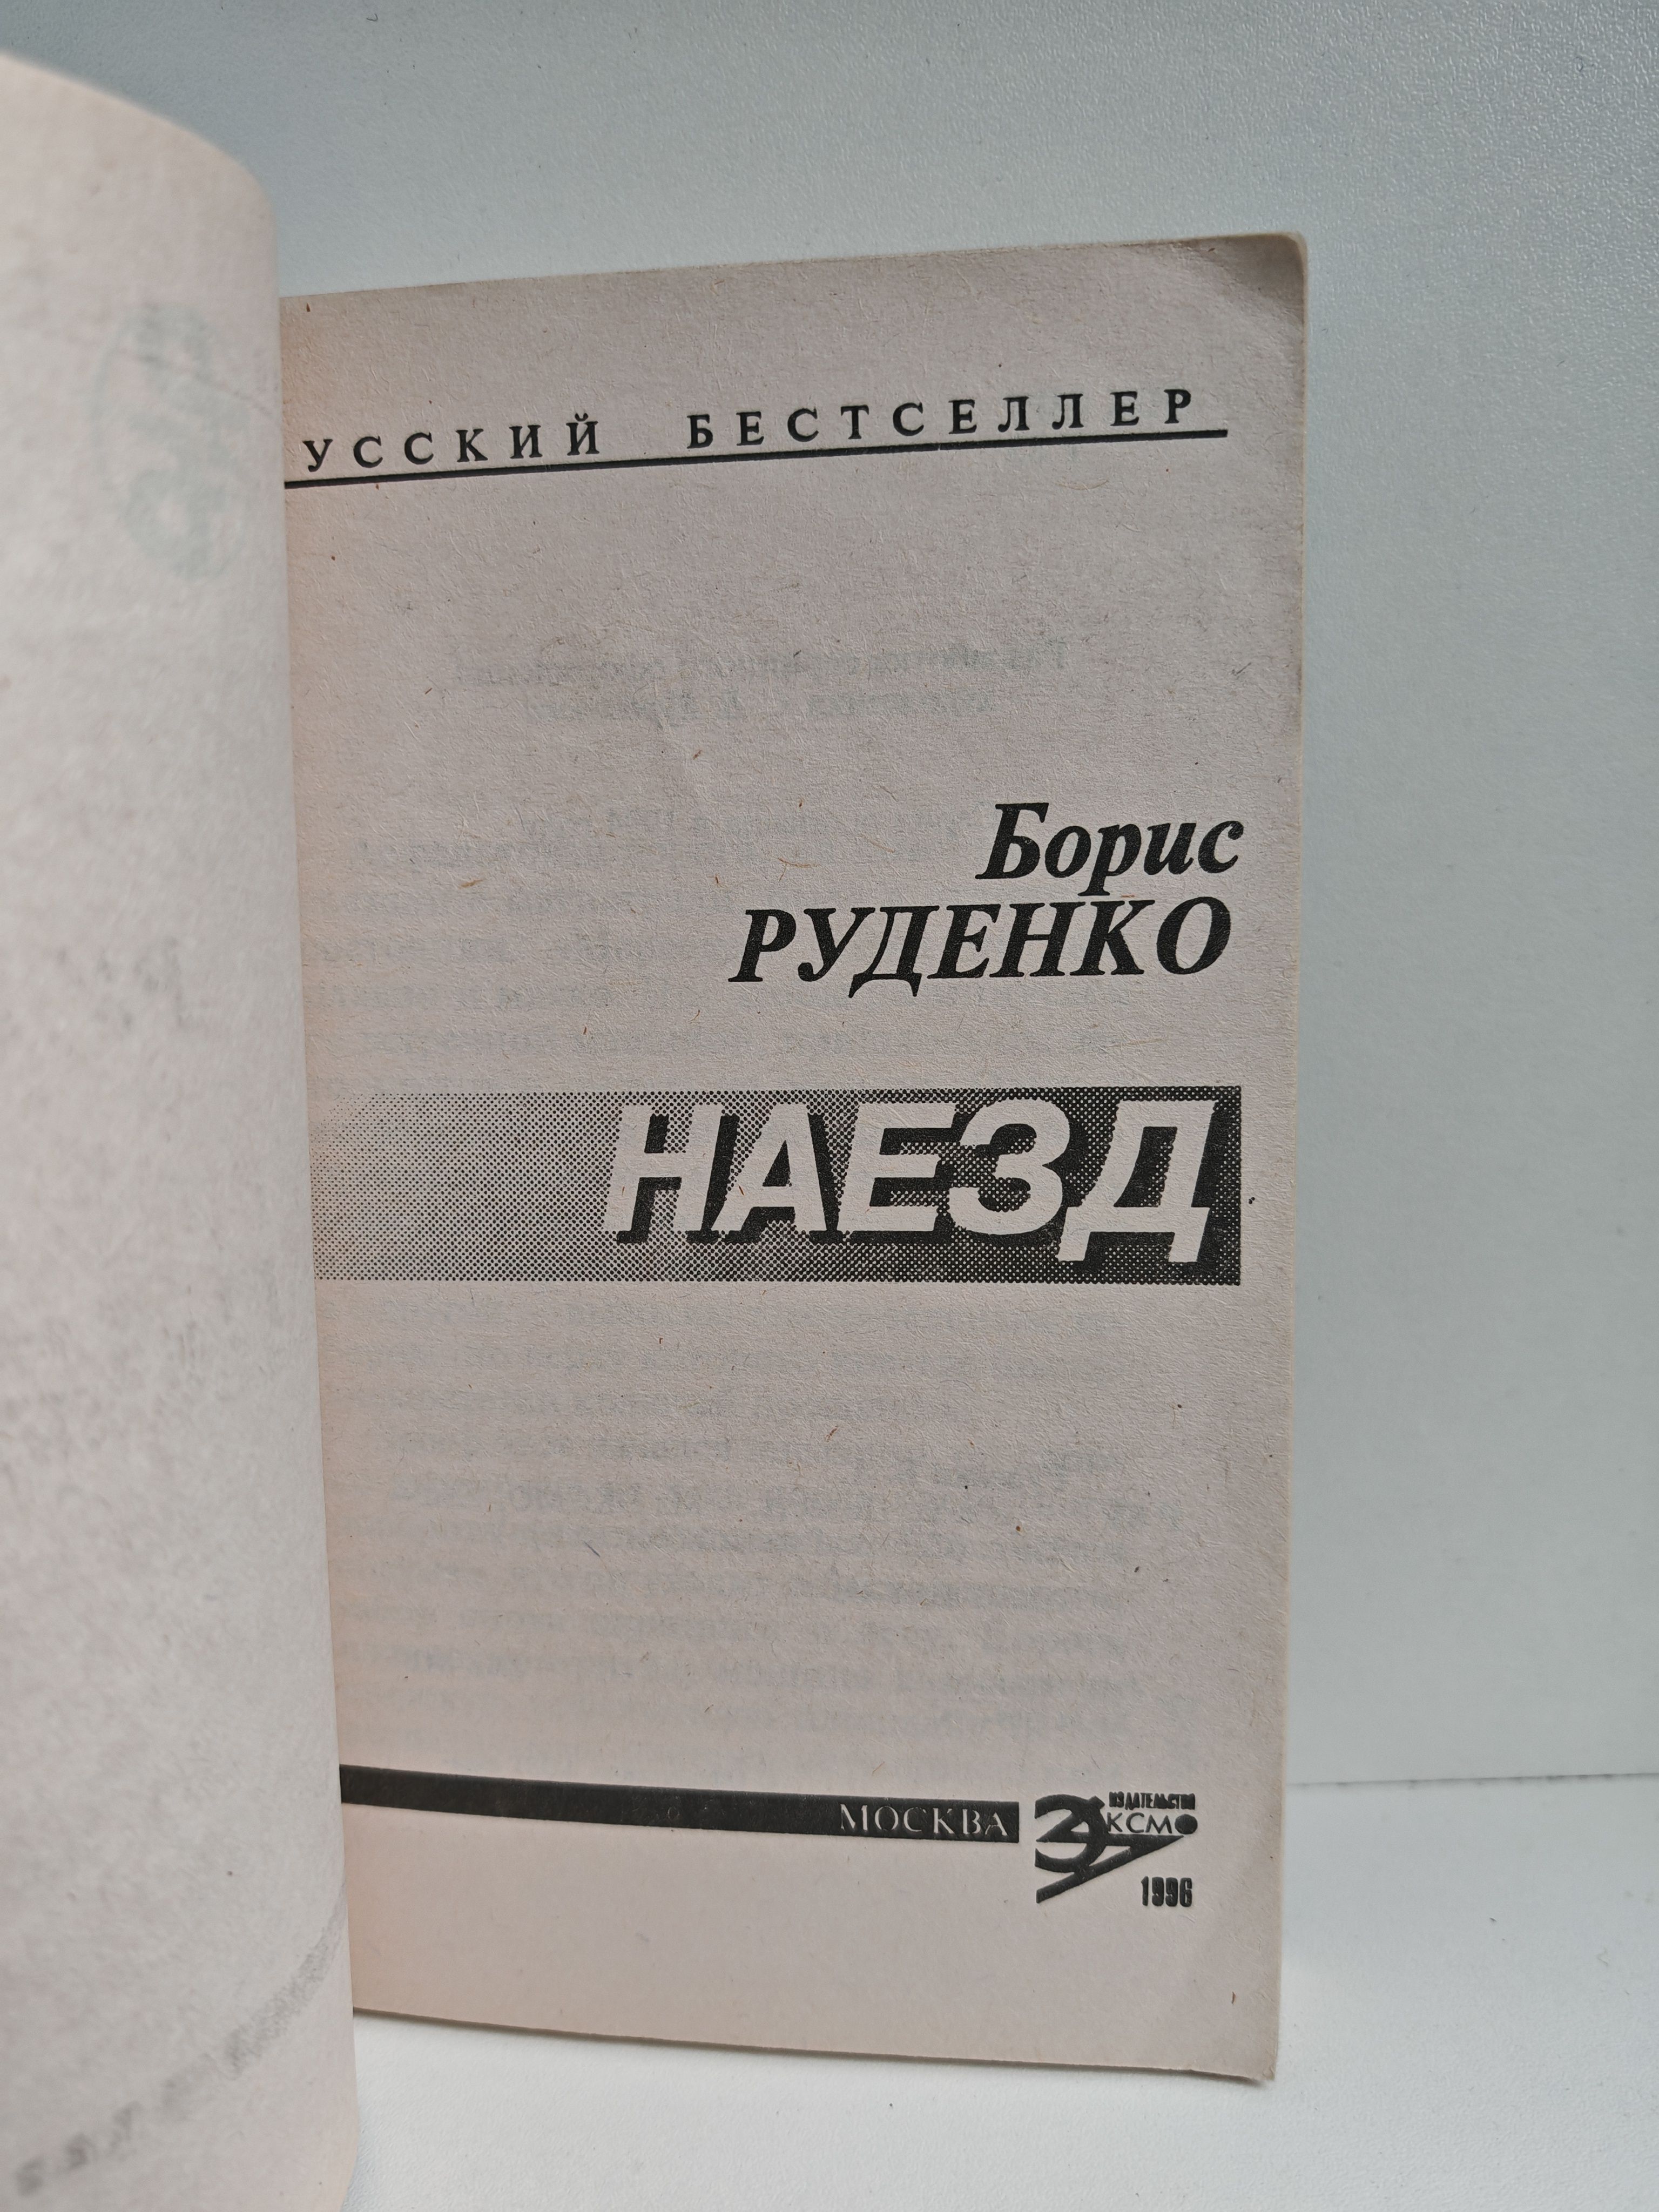 УССКИЙ БЕСТСЕЛЛЕР
Борис
РУДЕНКО
НАЕЗД
МОСКВА
ИЗДАТЕЛЬСТВО
ЭКСМО
1996